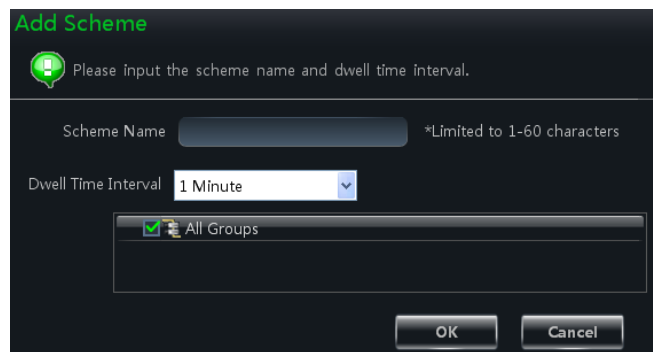 Add Scheme
Please input the scheme name and dwell time interval.
Scheme Name *Limited to 1-60 characters
Dwell Time Interval 1 Minute
All Groups
OK Cancel